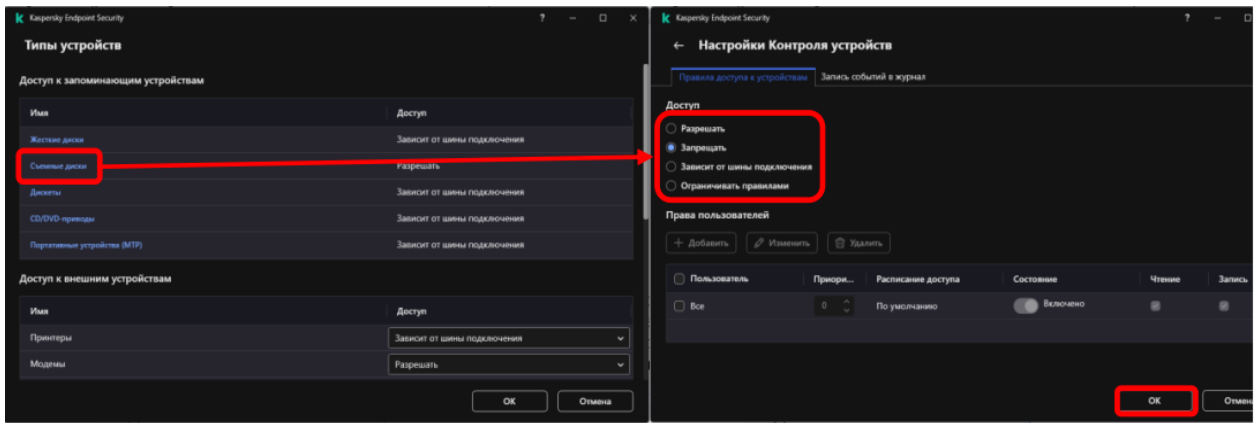 Kaspersky Endpoint Security
Типы устройств
Доступ к запоминающим устройствам
Имя Доступ
Жесткие диски Зависит от шины подключения
Съемные диски Разрешать
Дискеты Зависит от шины подключения
CD/DVD-приводы Зависит от шины подключения
Портативные устройства (MTP) Зависит от шины подключения
Доступ к внешним устройствам
Имя Доступ
Принтеры Зависит от шины подключения
Модемы Разрешать
ОК Отмена
Kaspersky Endpoint Security
← Настройки Контроля устройств
Правила доступа к устройствам Запись событий в журнал
Доступ
Разрешать
Запрещать
Зависит от шины подключения
Ограничивать правилами
Права пользователей
+ Добавить Изменить Удалить
Пользователь Приори... Расписание доступа Состояние Чтение Запись
Все 0 По умолчанию Включено
ОК Отмен